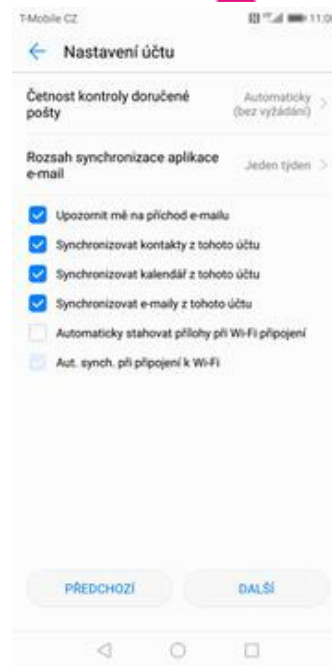 T-Mobile CZ 11:00
Nastavení účtu
Četnost kontroly doručené
pošty
Automaticky
(bez vyžádání)
Rozsah synchronizace aplikace
e-mail
Jeden týden
Upozornit mě na příchod e-mailu
Synchronizovat kontakty z tohoto účtu
Synchronizovat kalendář z tohoto účtu
Synchronizovat e-maily z tohoto účtu
Automaticky stahovat přílohy při Wi-Fi připojení
Aut. synch. při připojení k Wi-Fi
PŘEDCHOZÍ
DALŠÍ